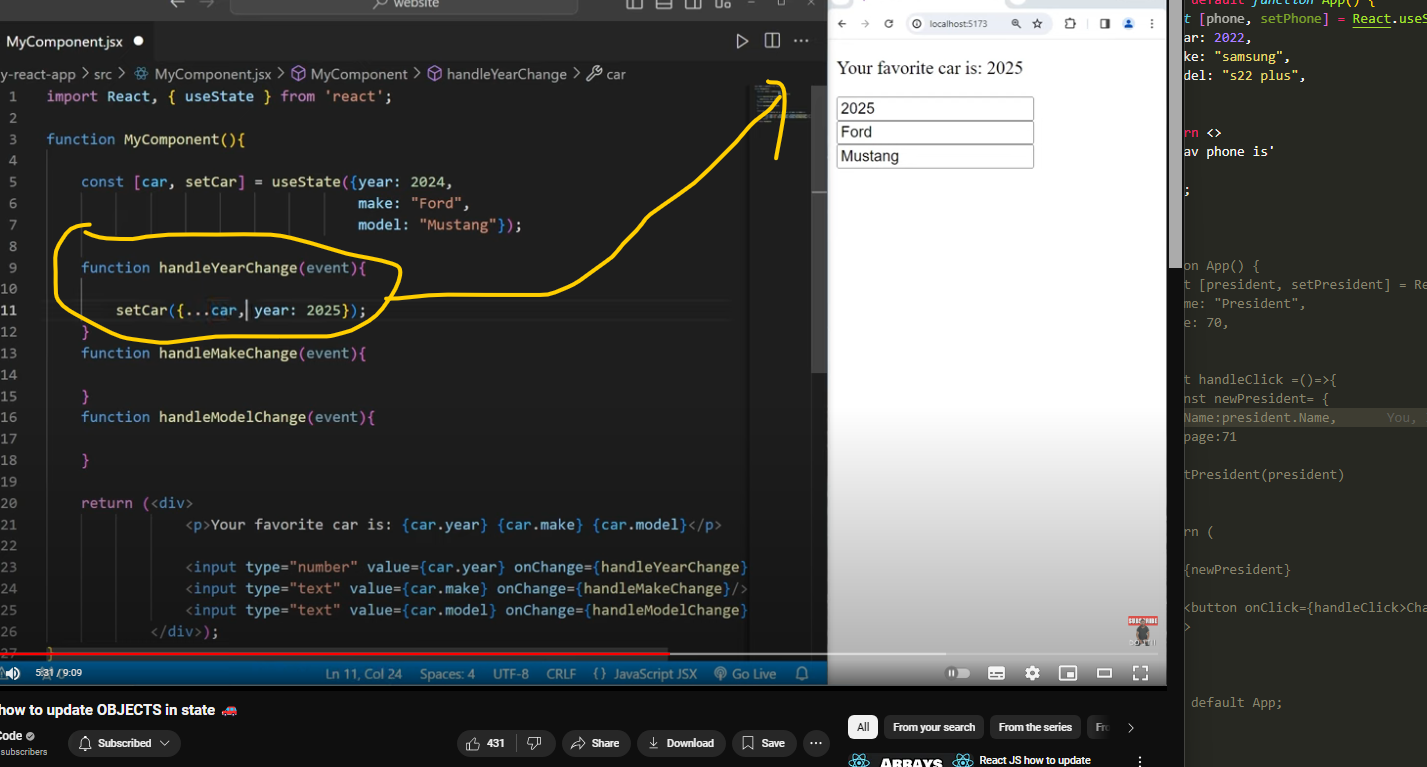 website
MyComponent.jsx
y-react-app > src > MyComponent.jsx > MyComponent > handleYearChange > car
1 import React, { useState } from 'react';
2
3 function MyComponent(){
4
5 const [car, setCar] = useState({year: 2024,
6 make: "Ford",
7 model: "Mustang"});
8
9 function handleYearChange(event){
10
11 setCar({...car, year: 2025});
12 }
13 function handleMakeChange(event){
14
15 }
16 function handleModelChange(event){
17
18 }
19
20 return (<div>
21 <p>Your favorite car is: {car.year} {car.make} {car.model}</p>
22
23 <input type="number" value={car.year} onChange={handleYearChange}
24 <input type="text" value={car.make} onChange={handleMakeChange}/>
25 <input type="text" value={car.model} onChange={handleModelChange}
26 </div>);
27 }
5:31 / 9:09
Ln 11, Col 24 Spaces: 4 UTF-8 CRLF {} JavaScript JSX Go Live
localhost:5173
Your favorite car is: 2025
2025
Ford
Mustang
SUBSCRIBE
how to update OBJECTS in state 🚗
Code
subscribers
Subscribed
431
Share
Download
Save
All
From your search
From the series
Fro
ARRAYS
React JS how to update
default function App() {
t [phone, setPhone] = React.useS
ar: 2022,
ke: "samsung",
del: "s22 plus",
rn <>
av phone is'
;
on App() {
t [president, setPresident] = Re
me: "President",
e: 70,
t handleClick =()=>{
nst newPresident= {
Name:president.Name, You,
page:71
tPresident(president)
rn (
{newPresident}
<button onClick={handleClick>Cha
>
default App;